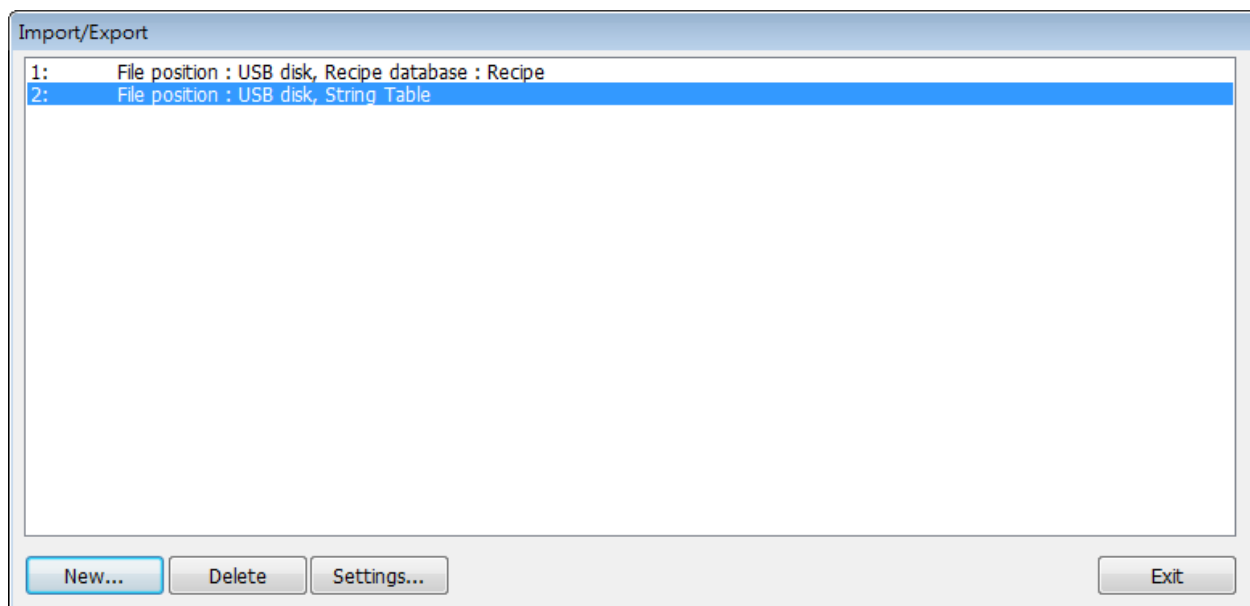 Import/Export
1: File position : USB disk, Recipe database : Recipe
2: File position : USB disk, String Table
New... Delete Settings... Exit